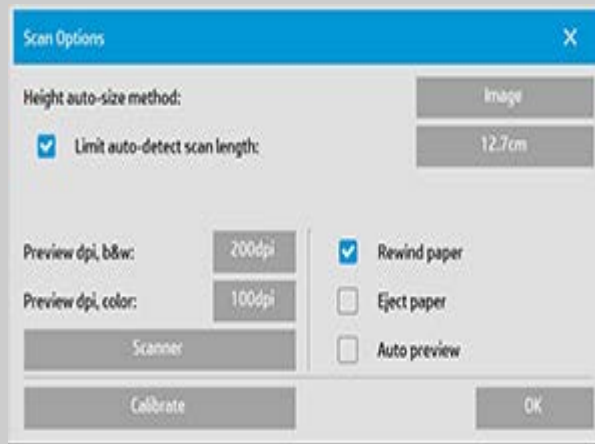 Scan Options
Height auto-size method: Image
Limit auto-detect scan length: 12.7cm
Preview dpi, b&w: 200dpi
Rewind paper
Preview dpi, color: 100dpi
Eject paper
Scanner
Auto preview
Calibrate
OK